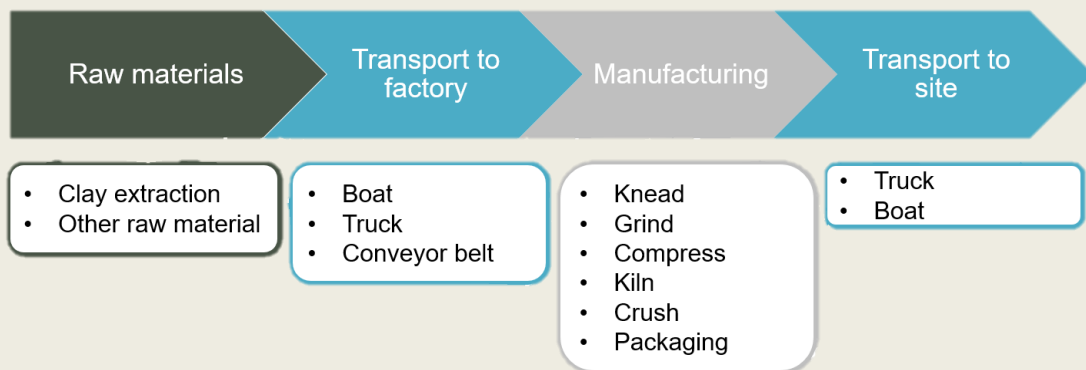 Raw materials
Transport to
factory
Manufacturing
Transport to
site
• Clay extraction
• Other raw material
• Boat
• Truck
• Conveyor belt
• Knead
• Grind
• Compress
• Kiln
• Crush
• Packaging
• Truck
• Boat